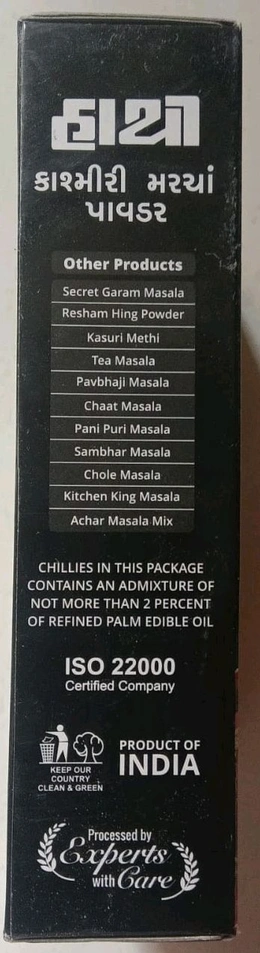 હાથી
કાશ્મીરી મરચાં
પાવડર
Other Products
Secret Garam Masala
Resham Hing Powder
Kasuri Methi
Tea Masala
Pavbhaji Masala
Chaat Masala
Pani Puri Masala
Sambhar Masala
Chole Masala
Kitchen King Masala
Achar Masala Mix
CHILLIES IN THIS PACKAGE
CONTAINS AN ADMIXTURE OF
NOT MORE THAN 2 PERCENT
OF REFINED PALM EDIBLE OIL
ISO 22000
Certified Company
KEEP OUR
COUNTRY
CLEAN & GREEN
PRODUCT OF
INDIA
Processed by
Experts
with Care